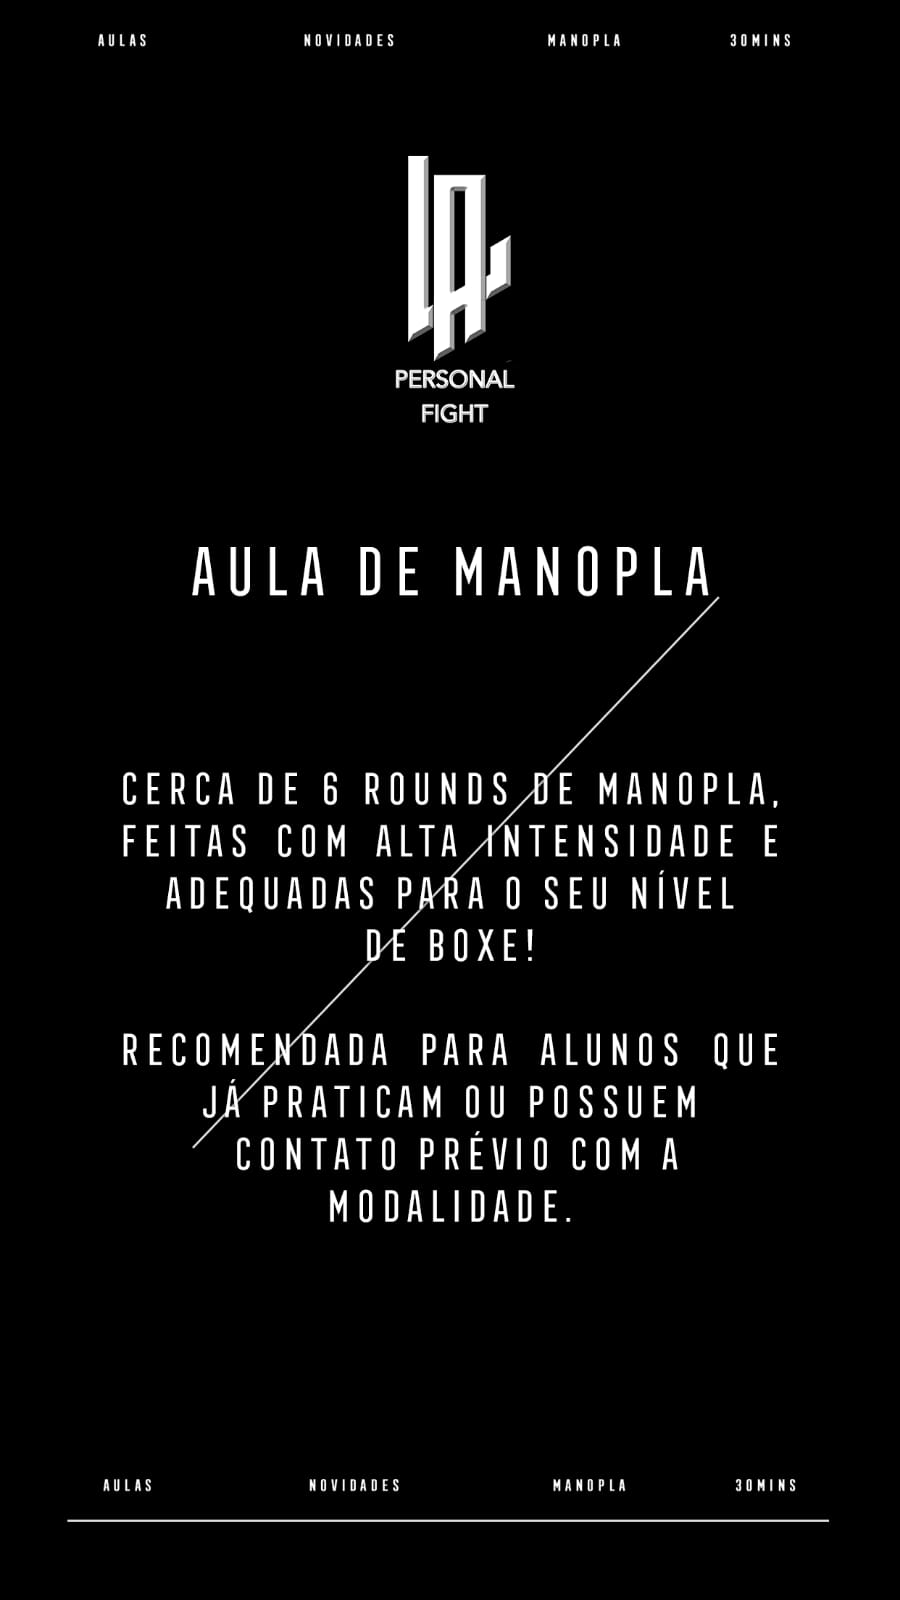 AULAS NOVIDADES MANOPLA 30MINS
LA.
PERSONAL
FIGHT
AULA DE MANOPLA
CERCA DE 6 ROUNDS DE MANOPLA,
FEITAS COM ALTA INTENSIDADE E
ADEQUADAS PARA O SEU NÍVEL
DE BOXE!
RECOMENDADA PARA ALUNOS QUE
JÁ PRATICAM OU POSSUEM
CONTATO PRÉVIO COM A
MODALIDADE.
AULAS NOVIDADES MANOPLA 30MINS